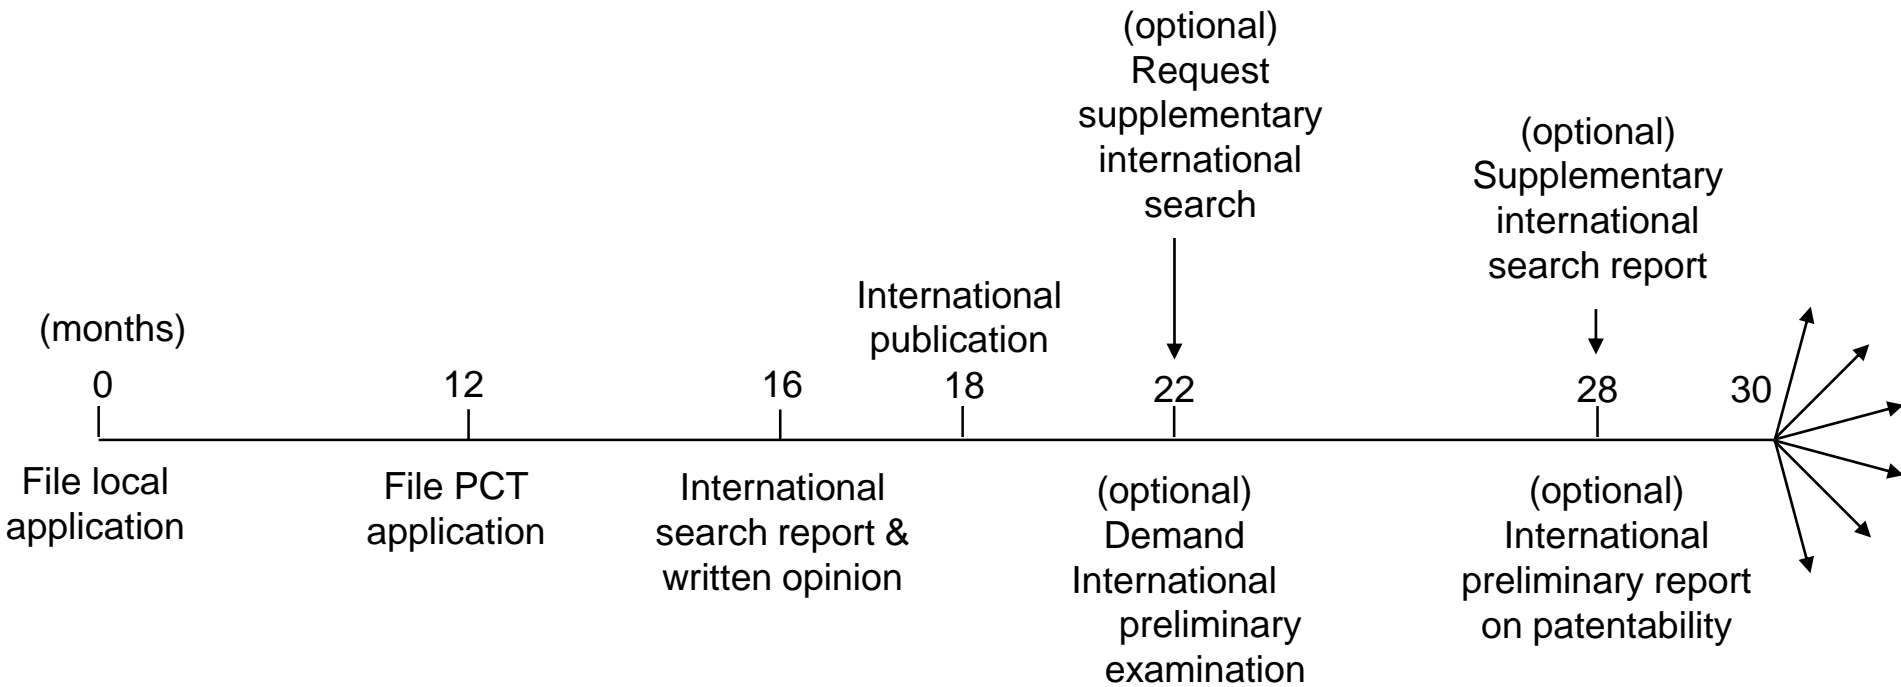 (optional)
Request
supplementary
international
search
(optional)
Supplementary
international
search report
International
publication
(months)
0
12
16
18
22
28
30
File local
application
File PCT
application
International
search report &
written opinion
(optional)
Demand
International
preliminary
examination
(optional)
International
preliminary report
on patentability